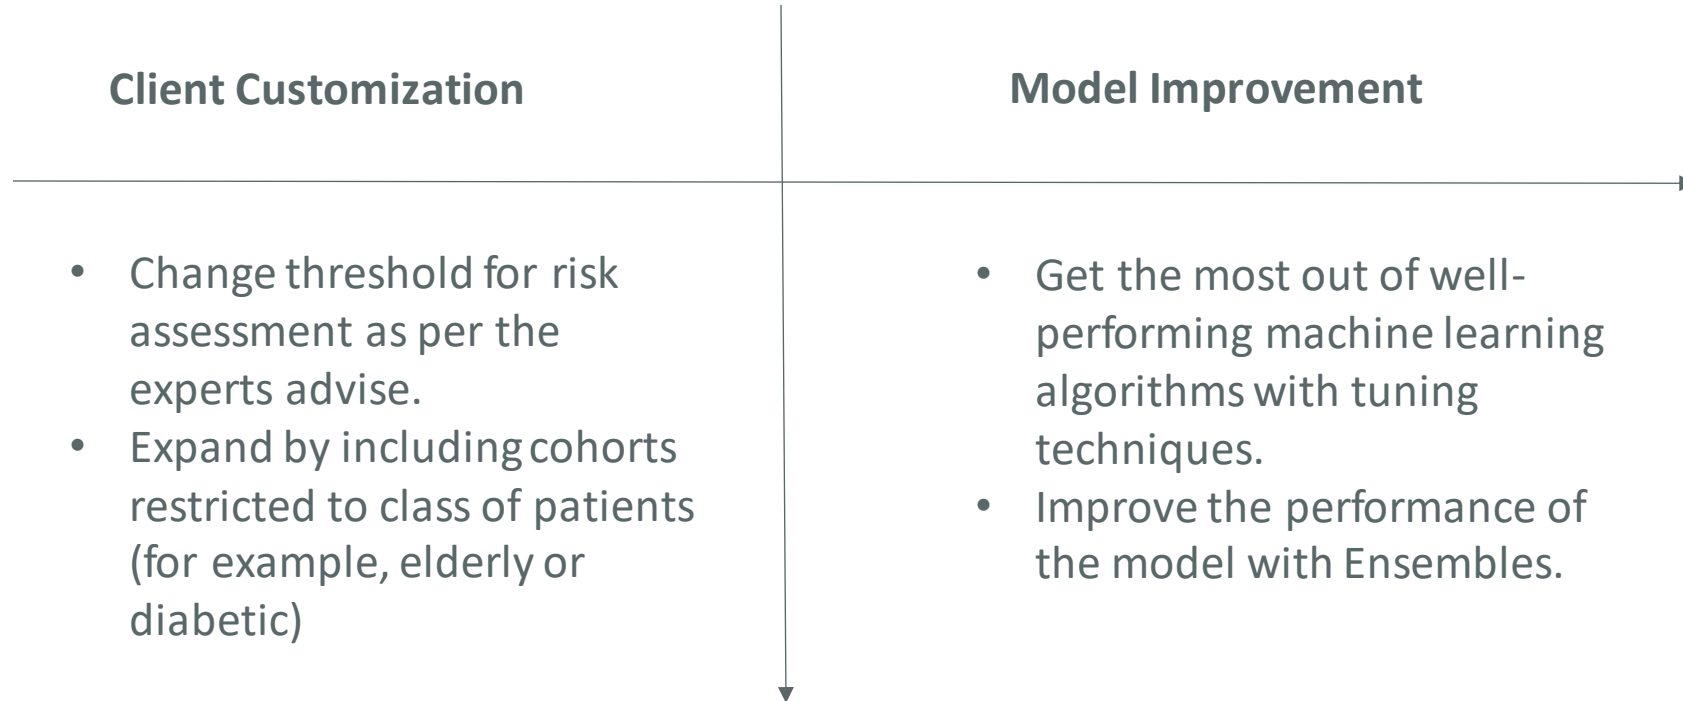 Client Customization
Model Improvement
• Change threshold for risk
assessment as per the
experts advise.
• Expand by including cohorts
restricted to class of patients
(for example, elderly or
diabetic)
• Get the most out of well-
performing machine learning
algorithms with tuning
techniques.
• Improve the performance of
the model with Ensembles.